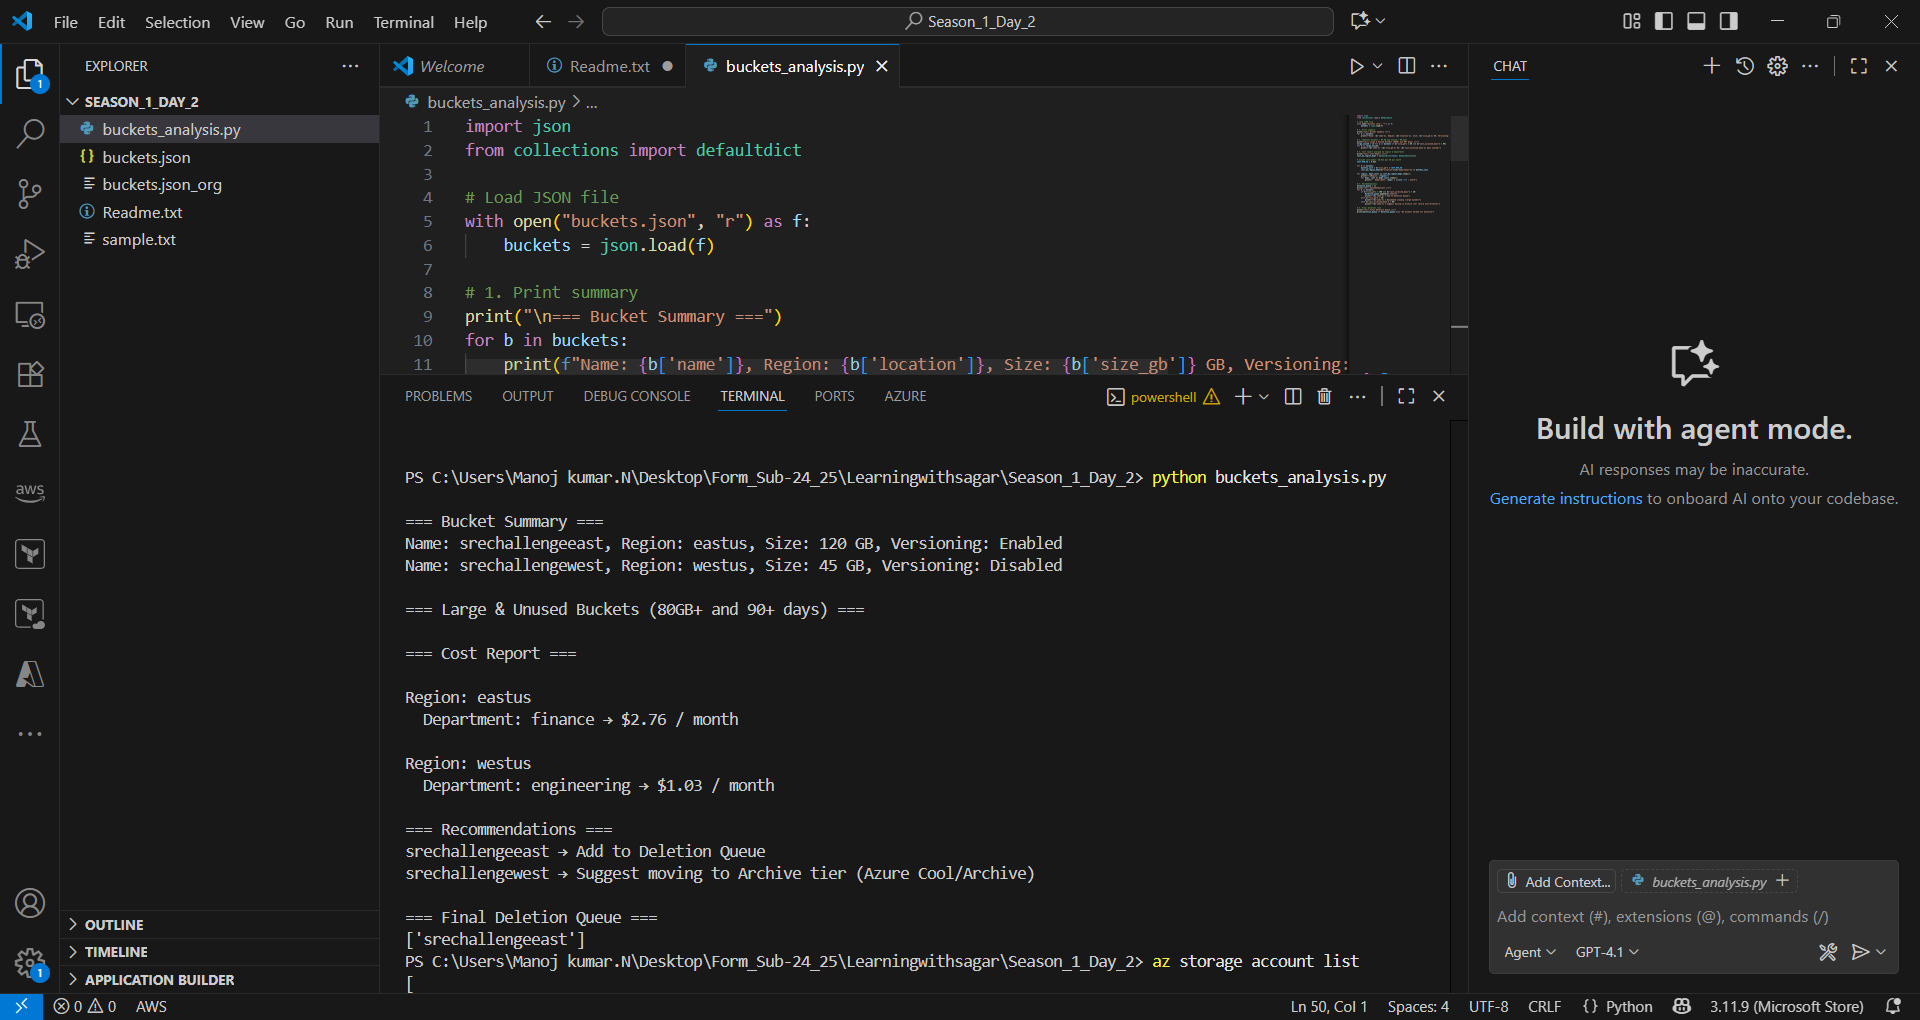 File Edit Selection View Go Run Terminal Help
Season_1_Day_2
EXPLORER
SEASON_1_DAY_2
buckets_analysis.py
buckets.json
buckets.json_org
Readme.txt
sample.txt
OUTLINE
TIMELINE
APPLICATION BUILDER
1
aws
1
Welcome
Readme.txt
buckets_analysis.py
buckets_analysis.py > ...
1 import json
2 from collections import defaultdict
3
4 # Load JSON file
5 with open("buckets.json", "r") as f:
6 buckets = json.load(f)
7
8 # 1. Print summary
9 print("\n=== Bucket Summary ===")
10 for b in buckets:
11 print(f"Name: {b['name']}, Region: {b['location']}, Size: {b['size_gb']} GB, Versioning:
PROBLEMS OUTPUT DEBUG CONSOLE TERMINAL PORTS AZURE
powershell
PS C:\Users\Manoj kumar.N\Desktop\Form_Sub-24_25\Learningwithsagar\Season_1_Day_2> python buckets_analysis.py
=== Bucket Summary ===
Name: srechallengeeast, Region: eastus, Size: 120 GB, Versioning: Enabled
Name: srechallengewest, Region: westus, Size: 45 GB, Versioning: Disabled
=== Large & Unused Buckets (80GB+ and 90+ days) ===
=== Cost Report ===
Region: eastus
Department: finance → $2.76 / month
Region: westus
Department: engineering → $1.03 / month
=== Recommendations ===
srechallengeeast → Add to Deletion Queue
srechallengewest → Suggest moving to Archive tier (Azure Cool/Archive)
=== Final Deletion Queue ===
['srechallengeeast']
PS C:\Users\Manoj kumar.N\Desktop\Form_Sub-24_25\Learningwithsagar\Season_1_Day_2> az storage account list
[
CHAT
Build with agent mode.
AI responses may be inaccurate.
Generate instructions to onboard AI onto your codebase.
Add Context...
buckets_analysis.py
Add context (#), extensions (@), commands (/)
Agent
GPT-4.1
0 0 AWS
Ln 50, Col 1 Spaces: 4 UTF-8 CRLF {} Python 3.11.9 (Microsoft Store)